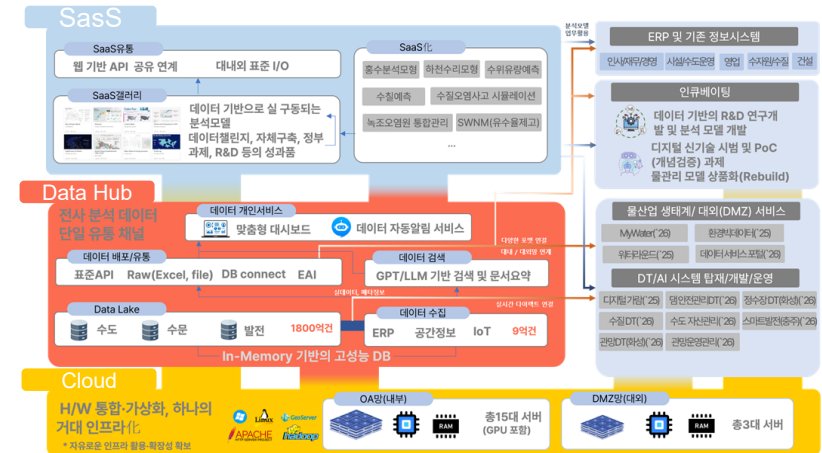 SasS
SaaS유통
웹 기반 API 공유 연계
대내외 표준 I/O
SaaS갤러리
데이터 기반으로 실 구동되는
분석모델
데이터챌린지, 자체구축, 정부
과제, R&D 등의 성과품
SaaS化
홍수분석모형
하천수리모형
수위유량예측
수질예측
수질오염사고 시뮬레이션
녹조오염원 통합관리
SWNM(유수율제고)
...
분석모델
업무활용
ERP 및 기존 정보시스템
인사/재무/경영
시설/수도운영
영업
수자원/수질
건설
인큐베이팅
데이터 기반의 R&D 연구개
발 및 분석 모델 개발
디지털 신기술 시범 및 PoC
(개념검증) 과제
물관리 모델 상품화(Rebuild)
Data Hub
전사 분석 데이터
단일 유통 채널
데이터 개인서비스
맞춤형 대시보드
데이터 자동알림 서비스
다양한 포맷 연결
대내 / 대외망 연계
데이터 배포/유통
표준API
Raw(Excel, file)
DB connect
EAI
데이터 검색
GPT/LLM 기반 검색 및 문서요약
실데이터, 메타정보
실시간 다이렉트 연결
Data Lake
수도
수문
발전
1800억건
데이터 수집
ERP
공간정보
IoT
9억건
In-Memory 기반의 고성능 DB
물산업 생태계/ 대외(DMZ) 서비스
MyWater(`26)
환경빅데이터(`25)
워터라운드(`25)
데이터 서비스 포털(`26)
DT/AI 시스템 탑재/개발/운영
디지털 가람(`25)
댐 안전관리DT(`26)
정수장 DT(화성)(`26)
수질 DT(`26)
수도 자산관리(`26)
스마트발전(충주)(`26)
관망DT(화성)(`26)
관망운영관리(`26)
Cloud
H/W 통합·가상화, 하나의
거대 인프라化
* 자유로운 인프라 활용·확장성 확보
Linux
GeoServer
APACHE
HTTP SERVER PROJECT
hadoop
OA망(내부)
RAM
총15대 서버
(GPU 포함)
DMZ망(대외)
RAM
총3대 서버